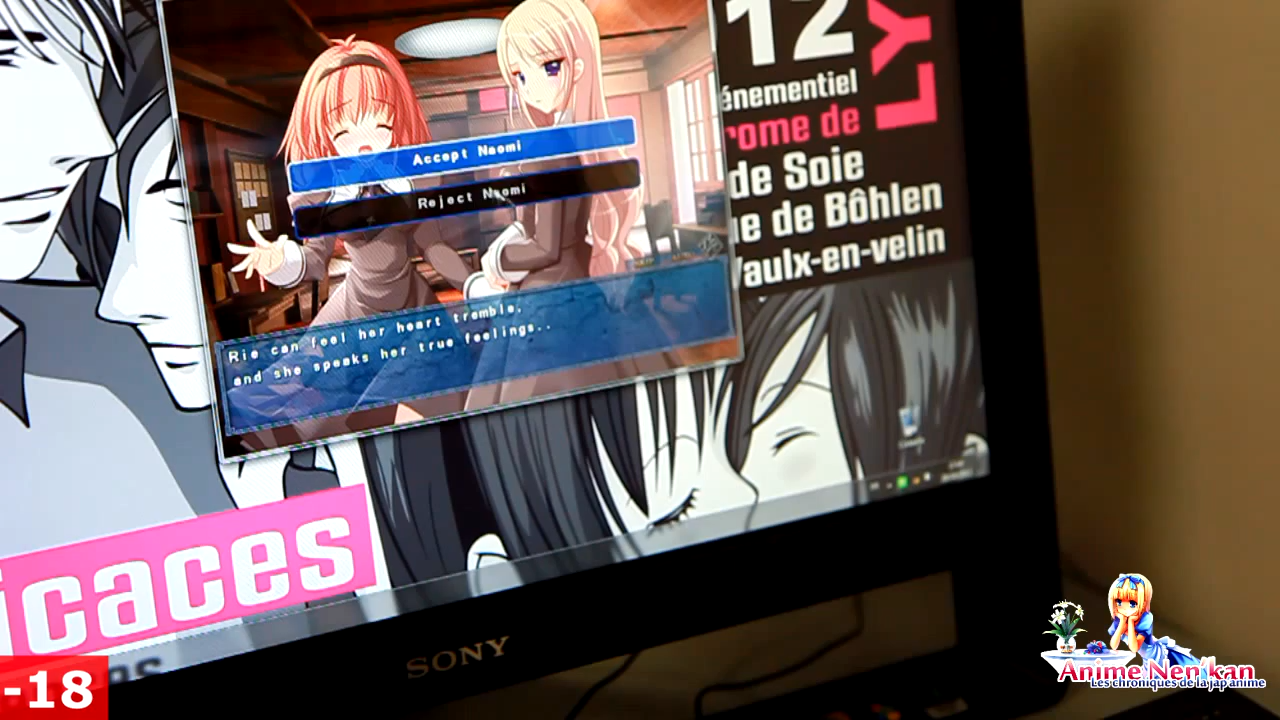 Accept Naomi
Reject Naomi
Rie can feel her heart tremble,
and she speaks her true feelings..
12
LY
énementiel
rome de
de Soie
ue de Bôhlen
Vaulx-en-velin
icaces
SONY
-18
Anime Nen'kan
Les chroniques de la jap'anime